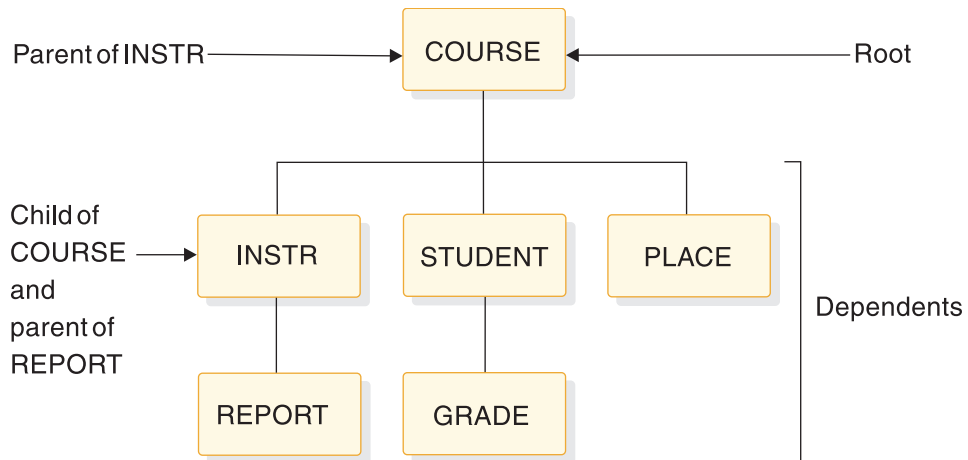 Parent of INSTR
COURSE
Root
Child of
COURSE
and
parent of
REPORT
INSTR
STUDENT
PLACE
Dependents
REPORT
GRADE